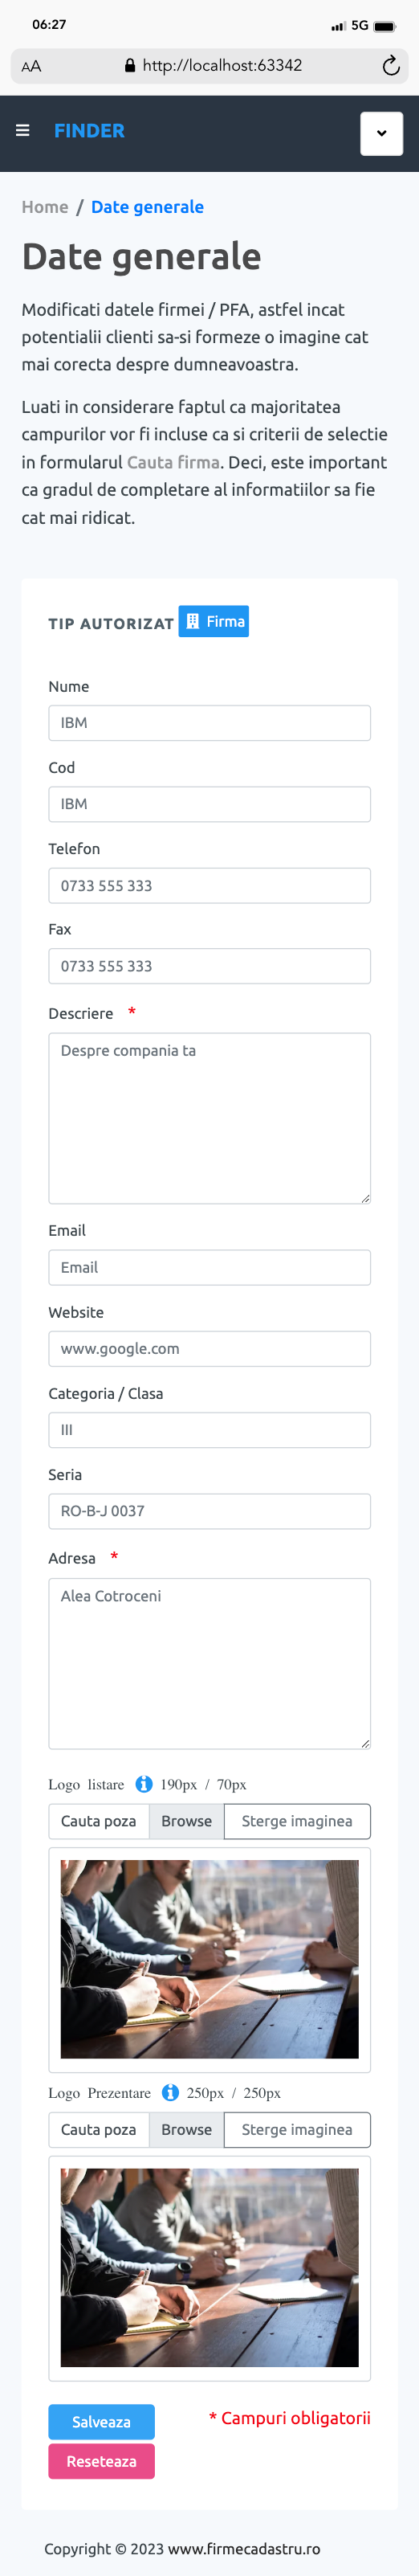 06:27 5G
AA http://localhost:63342
FINDER
Home / Date generale
Date generale
Modificati datele firmei / PFA, astfel incat
potentialii clienti sa-si formeze o imagine cat
mai corecta despre dumneavoastra.
Luati in considerare faptul ca majoritatea
campurilor vor fi incluse ca si criterii de selectie
in formularul Cauta firma. Deci, este important
ca gradul de completare al informatiilor sa fie
cat mai ridicat.
TIP AUTORIZAT Firma
Nume
IBM
Cod
IBM
Telefon
0733 555 333
Fax
0733 555 333
Descriere *
Despre compania ta
Email
Email
Website
www.google.com
Categoria / Clasa
III
Seria
RO-B-J 0037
Adresa *
Alea Cotroceni
Logo listare 190px / 70px
Cauta poza Browse Sterge imaginea
Logo Prezentare 250px / 250px
Cauta poza Browse Sterge imaginea
Salveaza * Campuri obligatorii
Reseteaza
Copyright © 2023 www.firmecadastru.ro